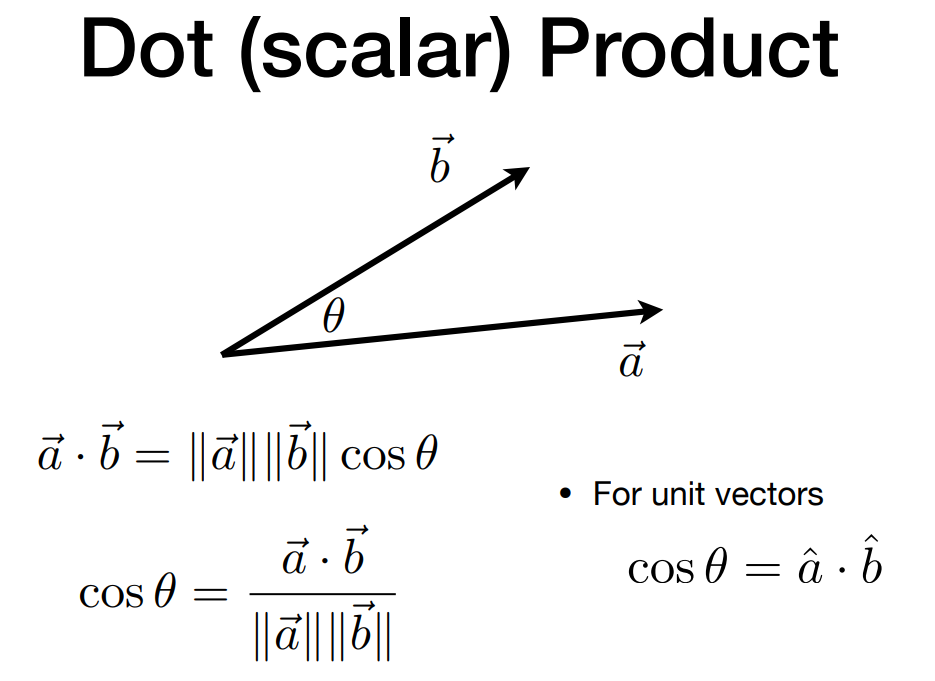 Dot (scalar) Product
$\vec{b}$
$\theta$
$\vec{a}$
$\vec{a} \cdot \vec{b} = \|\vec{a}\| \|\vec{b}\| \cos \theta$
$\cos \theta = \frac{\vec{a} \cdot \vec{b}}{\|\vec{a}\| \|\vec{b}\|}$
• For unit vectors
$\cos \theta = \hat{a} \cdot \hat{b}$